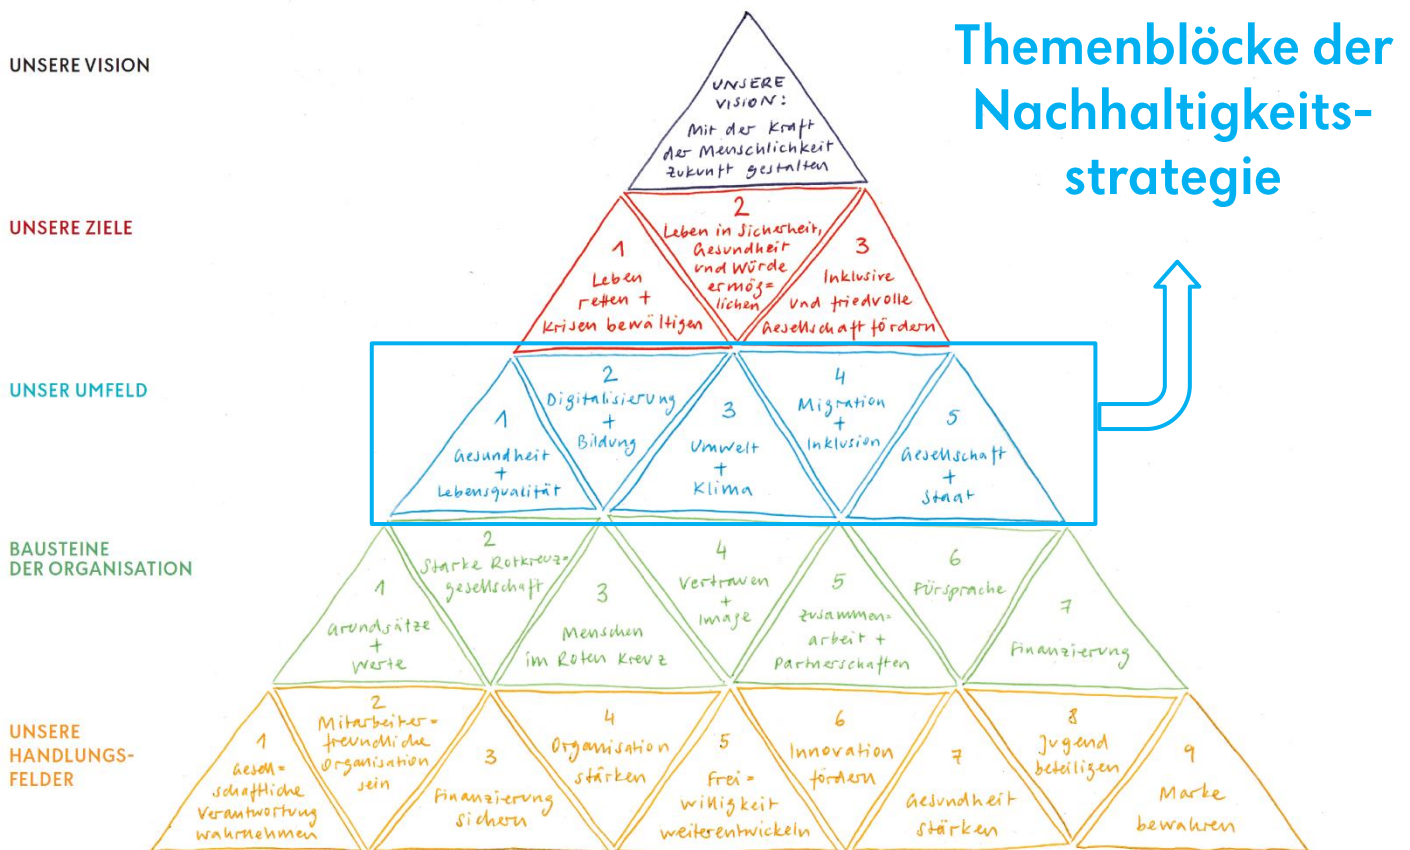 Themenblöcke der
Nachhaltigkeits-
strategie
UNSERE VISION
UNSERE
VISION:
Mit der Kraft
der Menschlichkeit
Zukunft gestalten
UNSERE ZIELE
1
Leben
retten +
Krisen bewältigen
2
Leben in Sicherheit,
Gesundheit
und Würde
ermög=
lichen
3
Inklusive
und friedvolle
Gesellschaft fördern
UNSER UMFELD
1
Gesundheit
+
Lebensqualität
2
Digitalisierung
+
Bildung
3
Umwelt
+
Klima
4
Migration
+
Inklusion
5
Gesellschaft
+
Staat
BAUSTEINE
DER ORGANISATION
1
Grundsätze
+
Werte
2
Starke Rotkreuz=
gesellschaft
3
Menschen
im Roten Kreuz
4
Vertrauen
+
Image
5
Zusammen=
arbeit +
Partnerschaften
6
Fürsprache
7
Finanzierung
UNSERE
HANDLUNGS-
FELDER
1
Gesell=
schaftliche
Verantwortung
wahrnehmen
2
Mitarbeiter=
freundliche
Organisation
sein
3
Finanzierung
sichern
4
Organisation
stärken
5
Frei=
willigkeit
weiterentwickeln
6
Innovation
fördern
7
Gesundheit
stärken
8
Jugend
beteiligen
9
Marke
bewahren